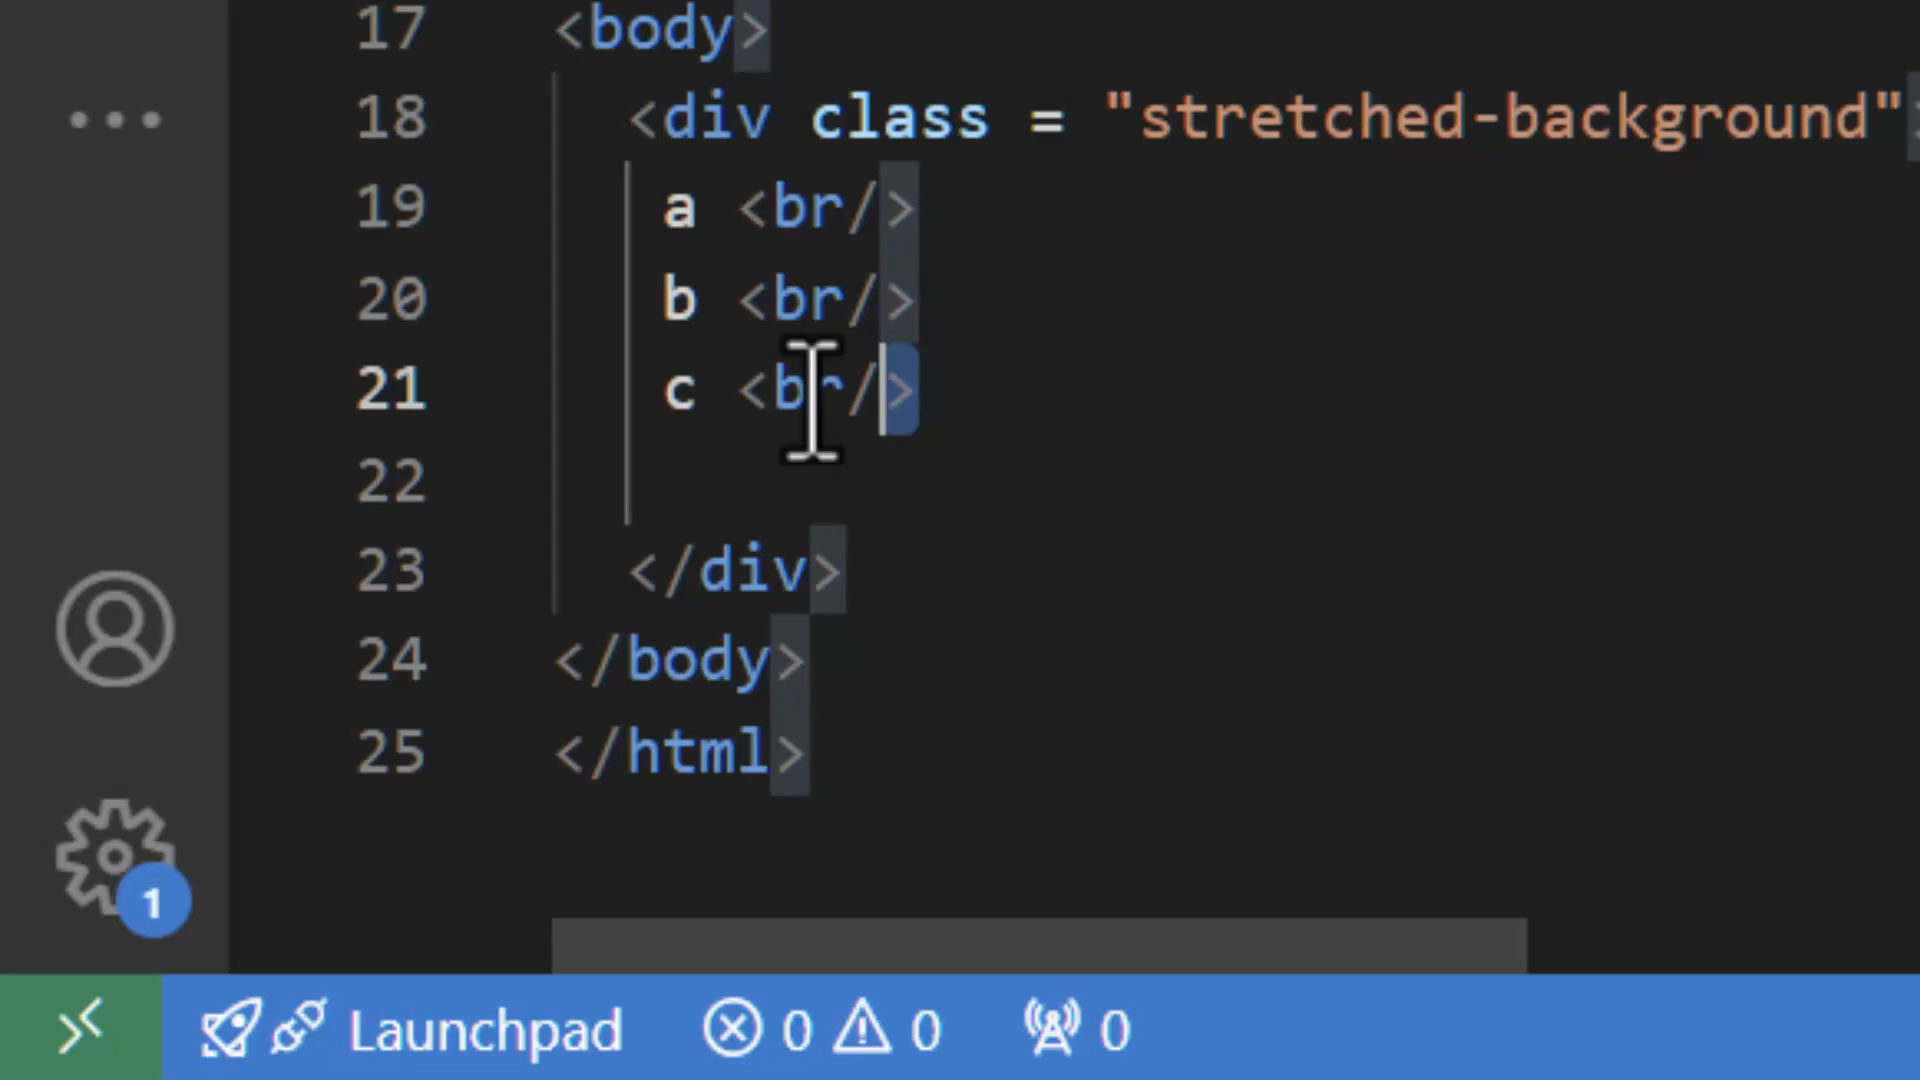 17 <body>
18 <div class = "stretched-background"
19 a <br/>
20 b <br/>
21 c <br/>
22
23 </div>
24 </body>
25 </html>
1
Launchpad 0 0 0